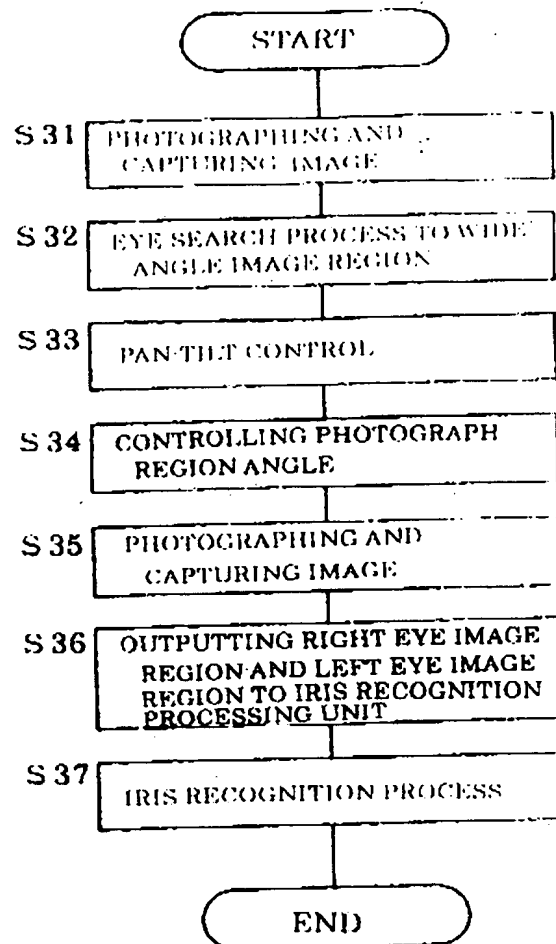 START
S 31
PHOTOGRAPHING AND
CAPTURING IMAGE
S 32
EYE SEARCH PROCESS TO WIDE
ANGLE IMAGE REGION
S 33
PAN-TILT CONTROL
S 34
CONTROLLING PHOTOGRAPH
REGION ANGLE
S 35
PHOTOGRAPHING AND
CAPTURING IMAGE
S 36
OUTPUTTING RIGHT EYE IMAGE
REGION AND LEFT EYE IMAGE
REGION TO IRIS RECOGNITION
PROCESSING UNIT
S 37
IRIS RECOGNITION PROCESS
END